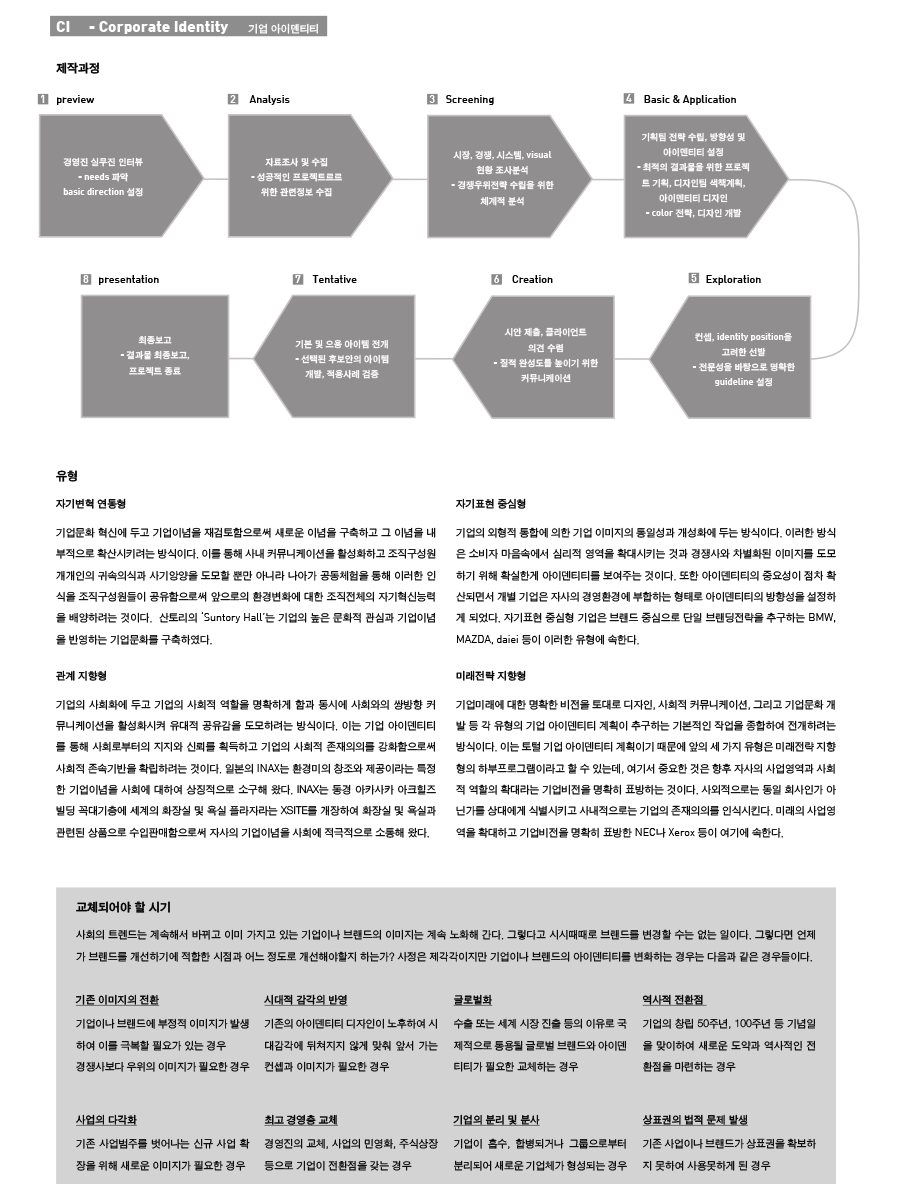 CI - Corporate Identity 기업 아이덴티티
제작과정
1 preview
경영진 실무진 인터뷰
- needs 파악
basic direction 설정
2 Analysis
자료조사 및 수집
- 성공적인 프로젝트르르
위한 관련정보 수집
3 Screening
시장, 경쟁, 시스템, visual
현황 조사분석
- 경쟁우위전략 수립을 위한
체계적 분석
4 Basic & Application
기획팀 전략 수립, 방향성 및
아이덴티티 설정
- 최적의 결과물을 위한 프로젝
트 기획, 디자인팀 색책계획,
아이덴티티 디자인
- color 전략, 디자인 개발
8 presentation
최종보고
- 결과물 최종보고,
프로젝트 종료
7 Tentative
기본 및 으용 아이템 전개
- 선택된 후보안의 아이템
개발, 적용사례 검증
6 Creation
시안 제출, 클라이언트
의견 수렴
- 질적 완성도를 높이기 위한
커뮤니케이션
5 Exploration
컨셉, identity position을
고려한 선발
- 전문성을 바탕으로 명확한
guideline 설정
유형
자기변혁 연동형
기업문화 혁신에 두고 기업이념을 재검토함으로써 새로운 이념을 구축하고 그 이념을 내
부적으로 확산시키려는 방식이다. 이를 통해 사내 커뮤니케이션을 활성화하고 조직구성원
개개인의 귀속의식과 사기앙양을 도모할 뿐만 아니라 나아가 공동체험을 통해 이러한 인
식을 조직구성원들이 공유함으로써 앞으로의 환경변화에 대한 조직전체의 자기혁신능력
을 배양하려는 것이다. 산토리의 'Suntory Hall'는 기업의 높은 문화적 관심과 기업이념
을 반영하는 기업문화를 구축하였다.
자기표현 중심형
기업의 외형적 통합에 의한 기업 이미지의 통일성과 개성화에 두는 방식이다. 이러한 방식
은 소비자 마음속에서 심리적 영역을 확대시키는 것과 경쟁사와 차별화된 이미지를 도모
하기 위해 확실한게 아이덴티티를 보여주는 것이다. 또한 아이덴티티의 중요성이 점차 확
산되면서 개별 기업은 자사의 경영환경에 부합하는 형태로 아이덴티티의 방향성을 설정하
게 되었다. 자기표현 중심형 기업은 브랜드 중심으로 단일 브랜딩전략을 추구하는 BMW,
MAZDA, daiei 등이 이러한 유형에 속한다.
관계 지향형
기업의 사회화에 두고 기업의 사회적 역할을 명확하게 함과 동시에 사회와의 쌍방향 커
뮤니케이션을 활성화시켜 유대적 공유감을 도모하려는 방식이다. 이는 기업 아이덴티티
를 통해 사회로부터의 지지와 신뢰를 획득하고 기업의 사회적 존재의의를 강화함으로써
사회적 존속기반을 확립하려는 것이다. 일본의 INAX는 환경미의 창조와 제공이라는 특정
한 기업이념을 사회에 대하여 상징적으로 소구해 왔다. INAX는 동경 아카사카 아크힐즈
빌딩 꼭대기층에 세계의 화장실 및 욕실 플라자라는 XSITE를 개장하여 화장실 및 욕실과
관련된 상품으로 수입판매함으로써 자사의 기업이념을 사회에 적극적으로 소통해 왔다.
미래전략 지향형
기업미래에 대한 명확한 비전을 토대로 디자인, 사회적 커뮤니케이션, 그리고 기업문화 개
발 등 각 유형의 기업 아이덴티티 계획이 추구하는 기본적인 작업을 종합하여 전개하려는
방식이다. 이는 토털 기업 아이덴티티 계획이기 때문에 앞의 세 가지 유형은 미래전략 지향
형의 하부프로그램이라고 할 수 있는데, 여기서 중요한 것은 향후 자사의 사업영역과 사회
적 역할의 확대라는 기업비전을 명확히 표방하는 것이다. 사외적으로는 동일 회사인가 아
닌가를 상대에게 식별시키고 사내적으로는 기업의 존재의의를 인식시킨다. 미래의 사업영
역을 확대하고 기업비전을 명확히 표방한 NEC나 Xerox 등이 여기에 속한다.
교체되어야 할 시기
사회의 트렌드는 계속해서 바뀌고 이미 가지고 있는 기업이나 브랜드의 이미지는 계속 노화해 간다. 그렇다고 시시때때로 브랜드를 변경할 수는 없는 일이다. 그렇다면 언제
가 브랜드를 개선하기에 적합한 시점과 어느 정도로 개선해야할지 하는가? 사정은 제각각이지만 기업이나 브랜드의 아이덴티티를 변화하는 경우는 다음과 같은 경우들이다.
기존 이미지의 전환
기업이나 브랜드에 부정적 이미지가 발생
하여 이를 극복할 필요가 있는 경우
경쟁사보다 우위의 이미지가 필요한 경우
시대적 감각의 반영
기존의 아이덴티티 디자인이 노후하여 시
대감각에 뒤쳐지지 않게 맞춰 앞서 가는
컨셉과 이미지가 필요한 경우
글로벌화
수출 또는 세계 시장 진출 등의 이유로 국
제적으로 통용될 글로벌 브랜드와 아이덴
티티가 필요한 교체하는 경우
역사적 전환점
기업의 창립 50주년, 100주년 등 기념일
을 맞이하여 새로운 도약과 역사적인 전
환점을 마련하는 경우
사업의 다각화
기존 사업범주를 벗어나는 신규 사업 확
장을 위해 새로운 이미지가 필요한 경우
최고 경영층 교체
경영진의 교체, 사업의 민영화, 주식상장
등으로 기업이 전환점을 갖는 경우
기업의 분리 및 분사
기업이 흡수, 합병되거나 그룹으로부터
분리되어 새로운 기업체가 형성되는 경우
상표권의 법적 문제 발생
기존 사업이나 브랜드가 상표권을 확보하
지 못하여 사용못하게 된 경우